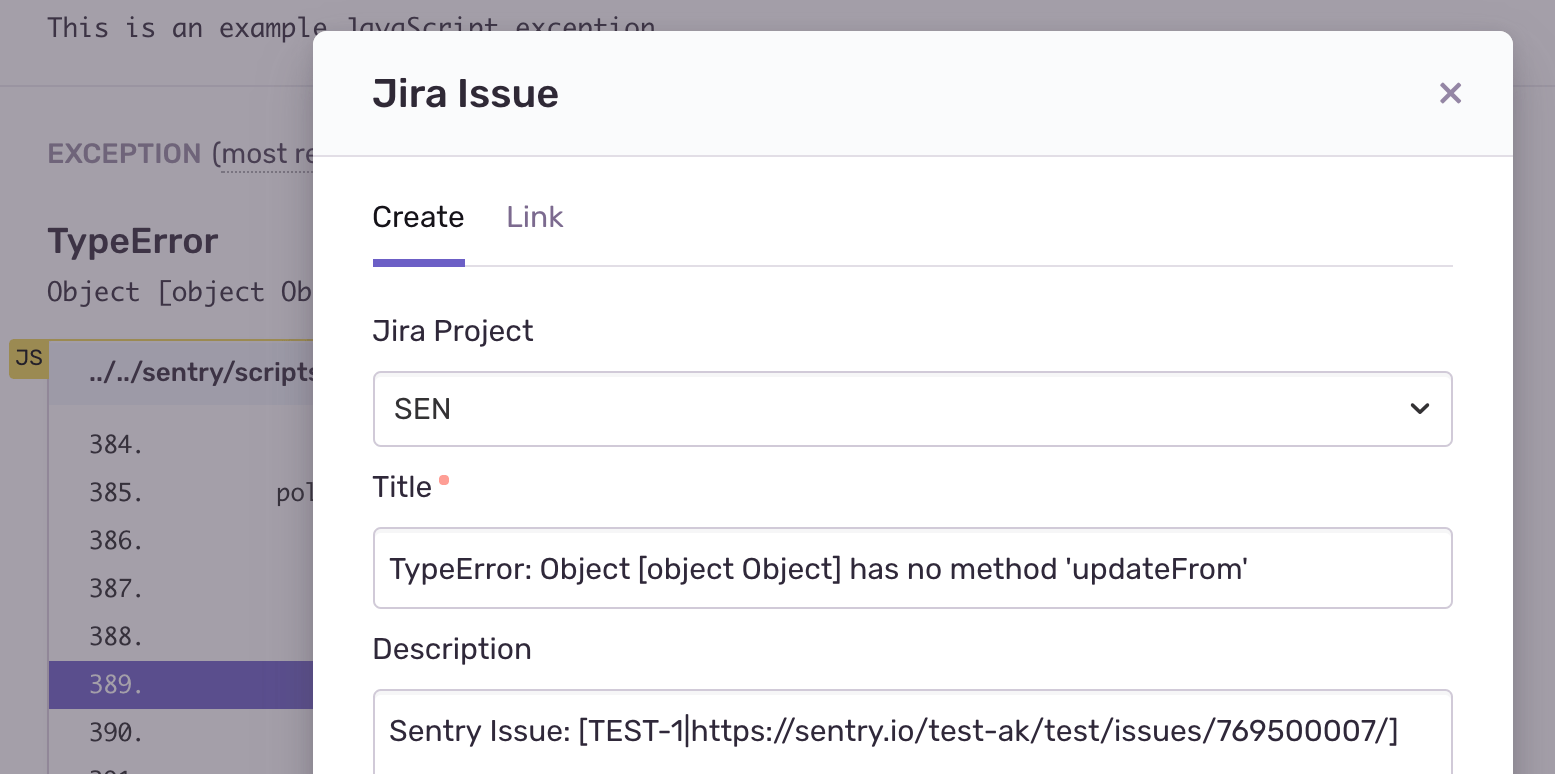 This is an example JavaScript exception
Jira Issue
EXCEPTION (most re
TypeError
Object [object Ob
JS
../../sentry/scripts
384.
385. pol
386.
387.
388.
389.
390.
Create Link
Jira Project
SEN
Title
TypeError: Object [object Object] has no method 'updateFrom'
Description
Sentry Issue: [TEST-1|https://sentry.io/test-ak/test/issues/769500007/]